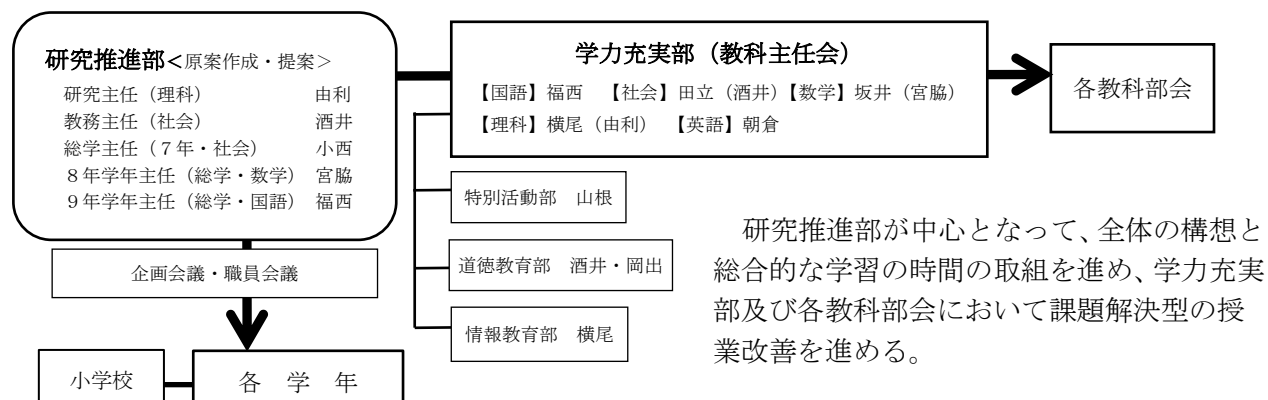 研究推進部<原案作成・提案>
研究主任（理科） 由利
教務主任（社会） 酒井
総学主任（７年・社会） 小西
８年学年主任（総学・数学） 宮脇
９年学年主任（総学・国語） 福西
学力充実部（教科主任会）
【国語】福西 【社会】田立（酒井）【数学】坂井（宮脇）
【理科】横尾（由利） 【英語】朝倉
各教科部会
特別活動部 山根
道徳教育部 酒井・岡出
情報教育部 横尾
企画会議・職員会議
小学校
各 学 年
研究推進部が中心となって、全体の構想と
総合的な学習の時間の取組を進め、学力充実
部及び各教科部会において課題解決型の授
業改善を進める。